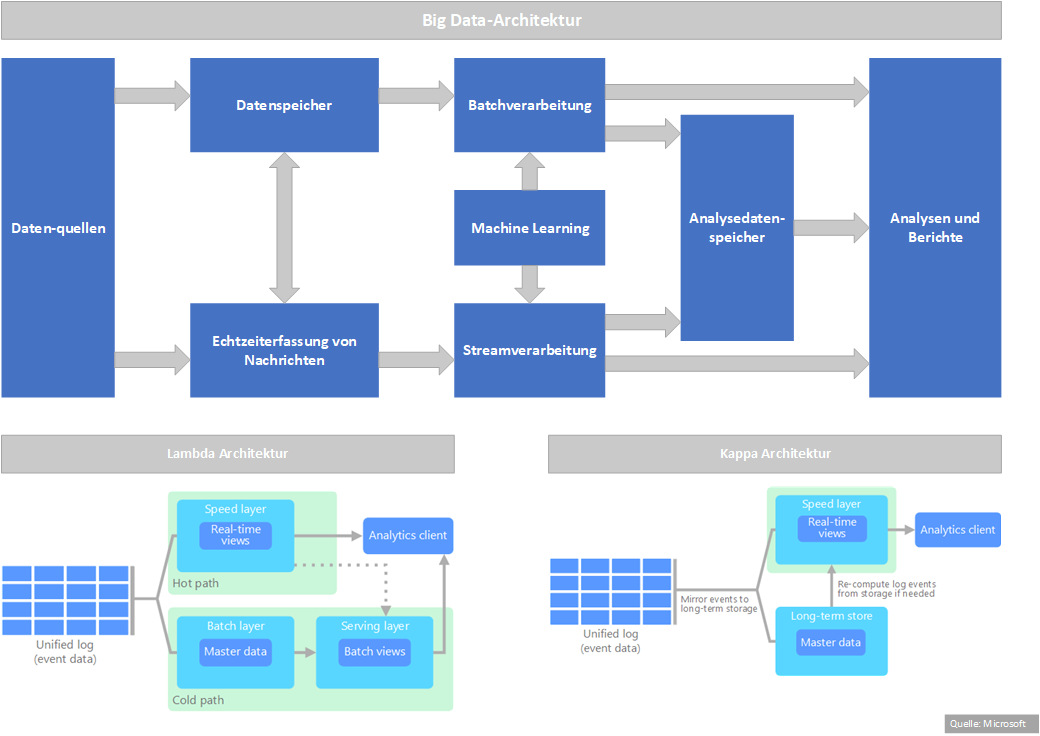 Big Data-Architektur
Daten-quellen
Datenspeicher
Batchverarbeitung
Machine Learning
Analysedaten-
speicher
Analysen und
Berichte
Echtzeiterfassung von
Nachrichten
Streamverarbeitung
Lambda Architektur
Speed layer
Real-time
views
Hot path
Analytics client
Unified log
(event data)
Batch layer
Master data
Serving layer
Batch views
Cold path
Kappa Architektur
Speed layer
Real-time
views
Analytics client
Mirror events to
long-term storage
Re-compute log events
from storage if needed
Unified log
(event data)
Long-term store
Master data
Quelle: Microsoft